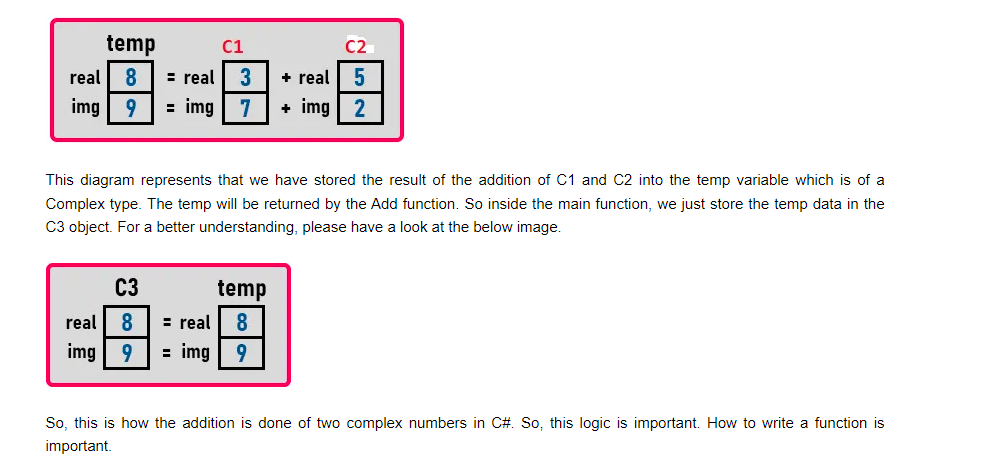 temp C1 C2
real 8 = real 3 + real 5
img 9 = img 7 + img 2
This diagram represents that we have stored the result of the addition of C1 and C2 into the temp variable which is of a
Complex type. The temp will be returned by the Add function. So inside the main function, we just store the temp data in the
C3 object. For a better understanding, please have a look at the below image.
C3 temp
real 8 = real 8
img 9 = img 9
So, this is how the addition is done of two complex numbers in C#. So, this logic is important. How to write a function is
important.